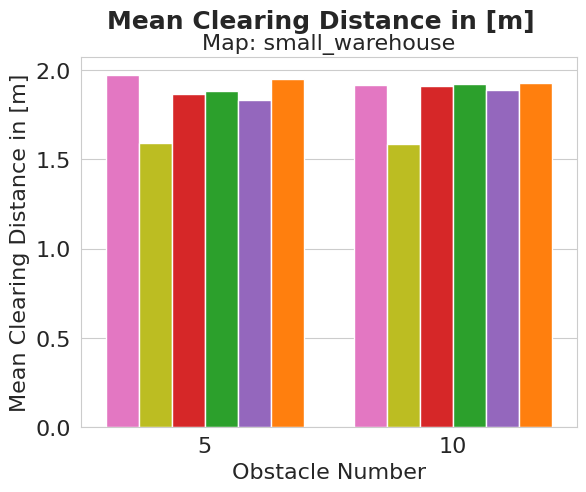 Mean Clearing Distance in [m]
Map: small_warehouse
Mean Clearing Distance in [m]
2.0
1.5
1.0
0.5
0.0
5 10
Obstacle Number